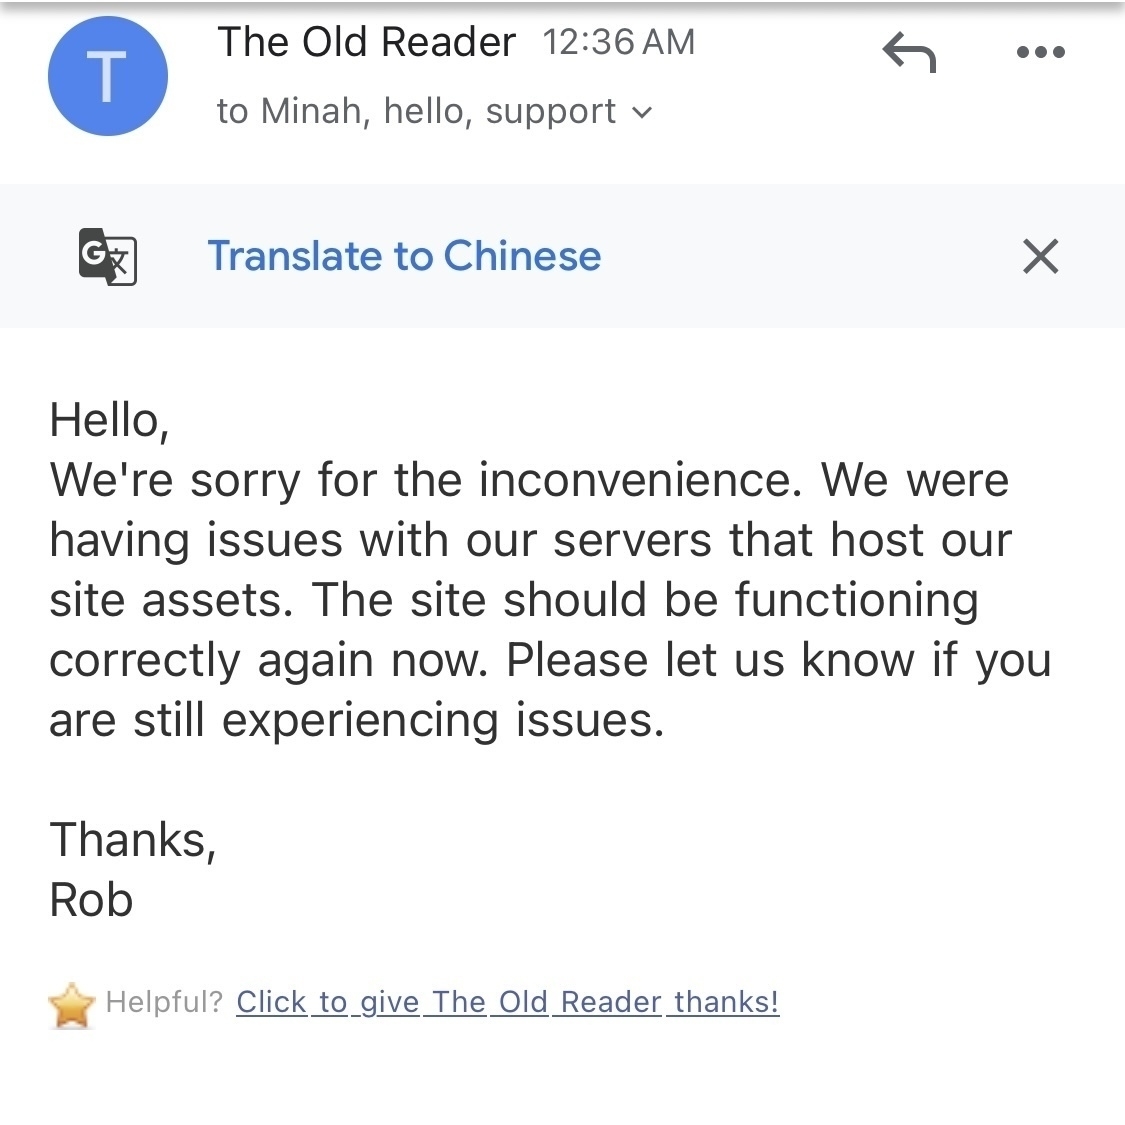 T
The Old Reader 12:36 AM
to Minah, hello, support
G文
Translate to Chinese
Hello,
We're sorry for the inconvenience. We were
having issues with our servers that host our
site assets. The site should be functioning
correctly again now. Please let us know if you
are still experiencing issues.
Thanks,
Rob
Helpful? Click to give The Old Reader thanks!